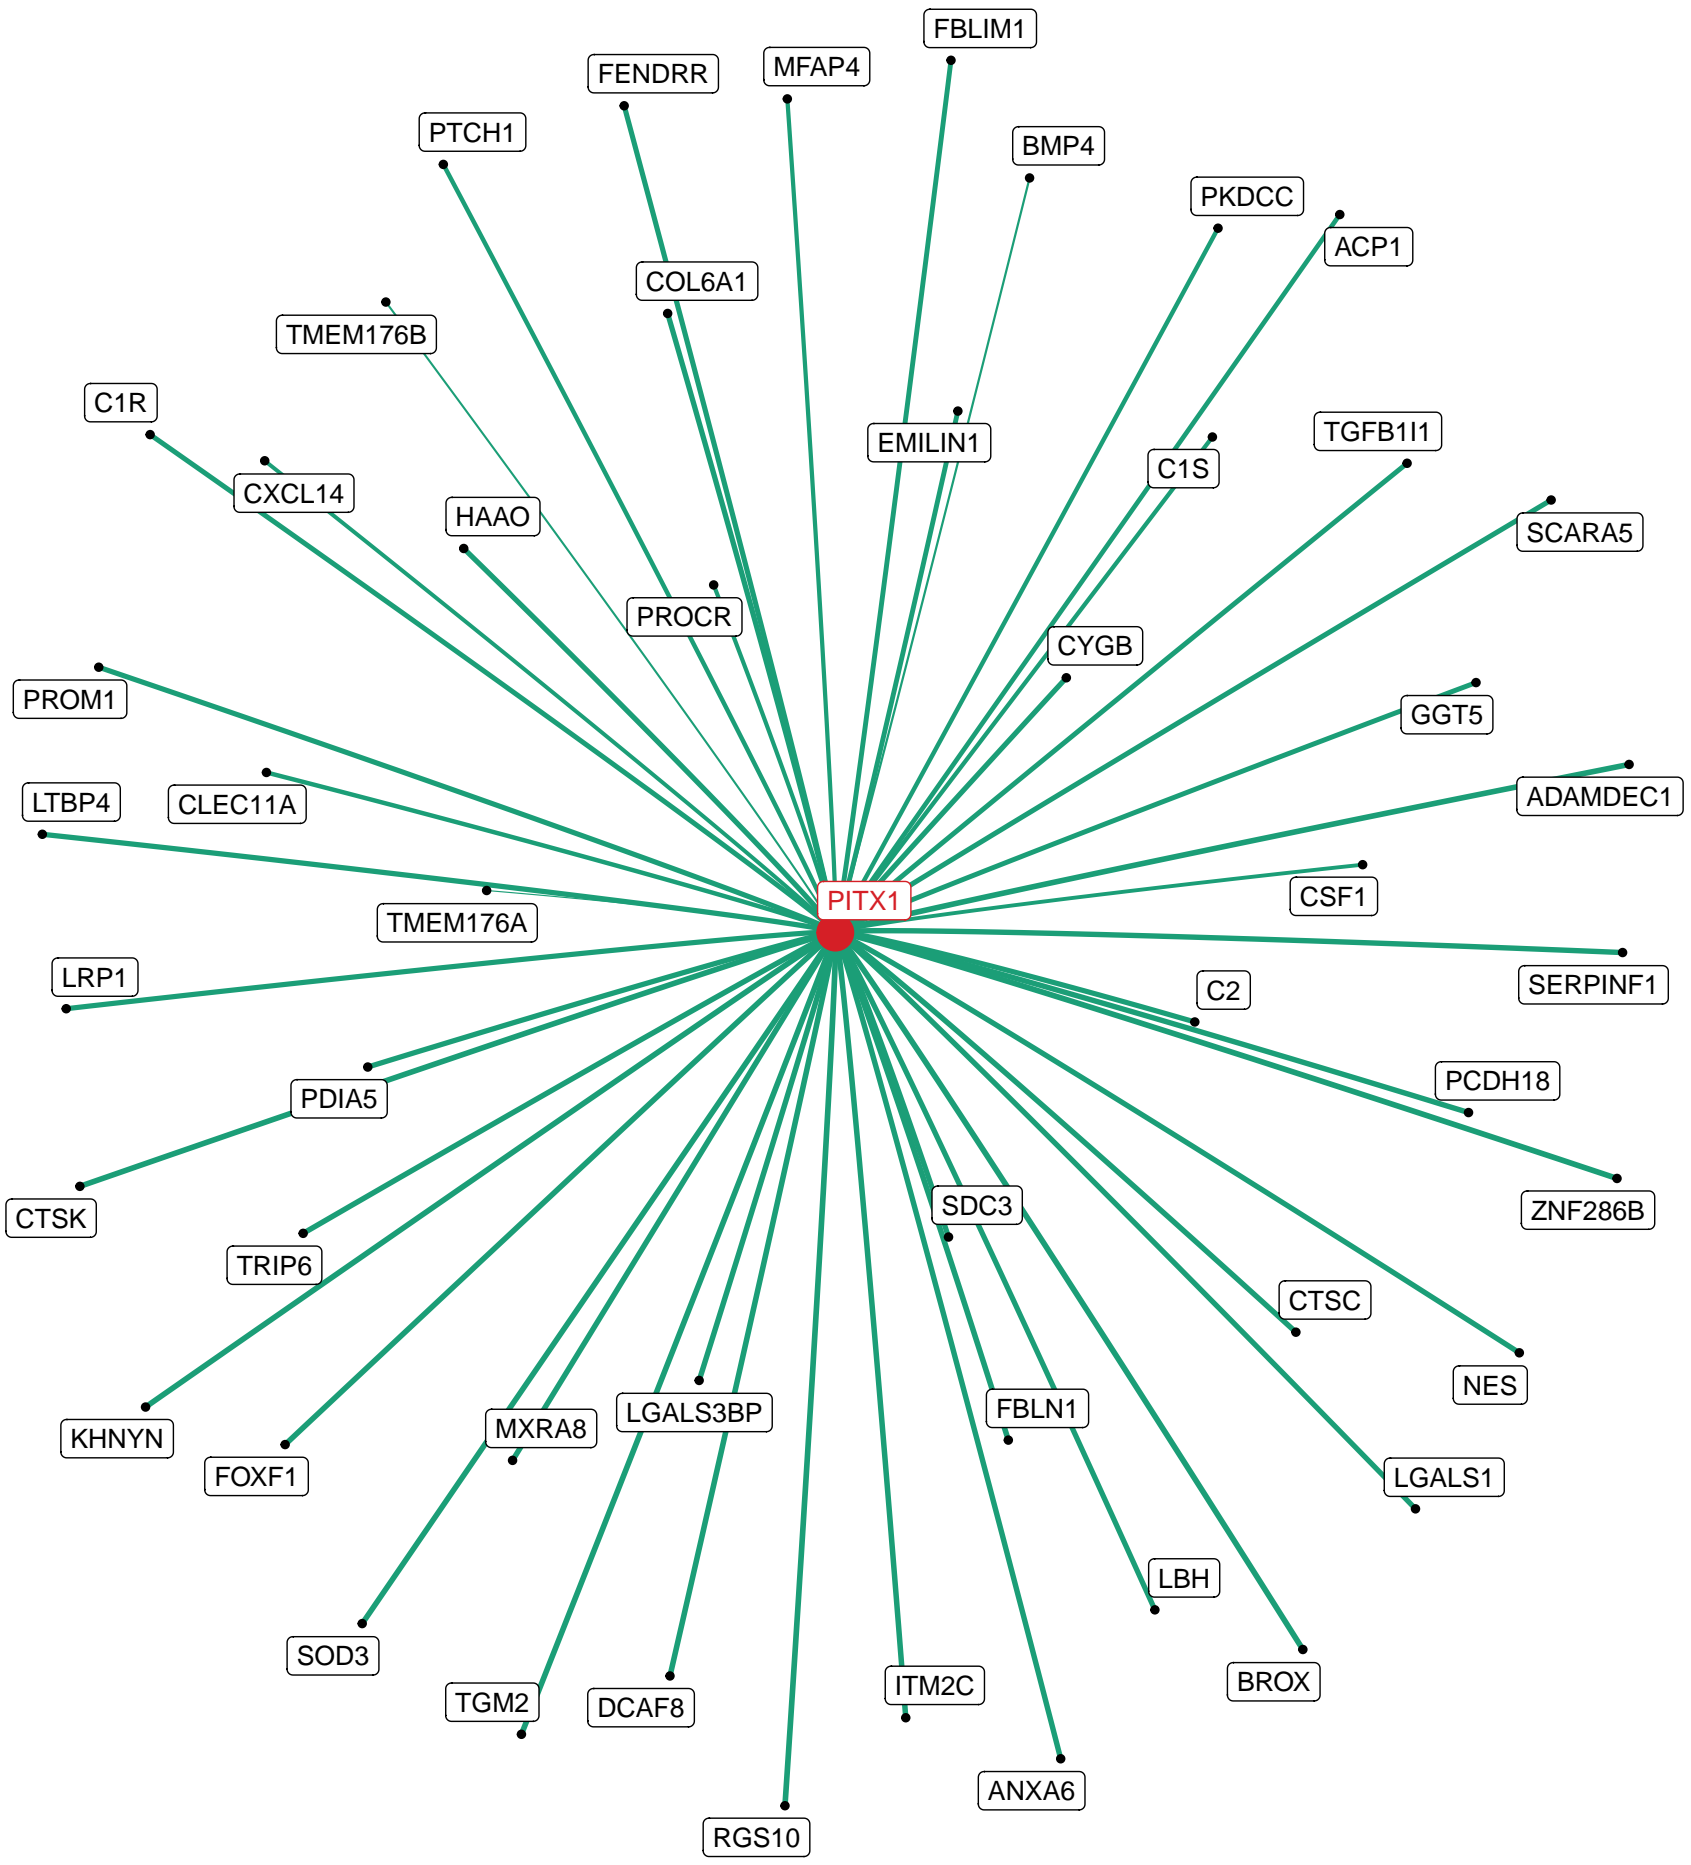 FBLIM1
MFAP4
FENDRR
PTCH1
BMP4
PKDCC
ACP1
COL6A1
TMEM176B
C1R
TGFB1I1
EMILIN1
C1S
CXCL14
HAAO
SCARA5
PROCR
CYGB
PROM1
GGT5
ADAMDEC1
LTBP4
CLEC11A
CSF1
PITX1
TMEM176A
LRP1
SERPINF1
C2
PCDH18
PDIA5
SDC3
ZNF286B
CTSK
TRIP6
CTSC
NES
FBLN1
LGALS3BP
MXRA8
KHNYN
FOXF1
LGALS1
LBH
SOD3
BROX
ITM2C
TGM2
DCAF8
ANXA6
RGS10